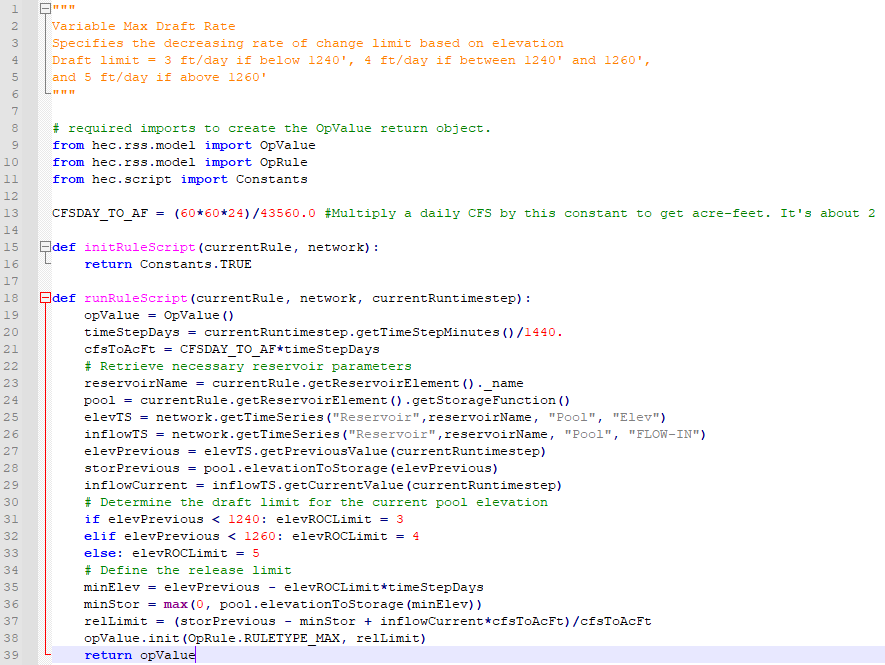 1 """
2 Variable Max Draft Rate
3 Specifies the decreasing rate of change limit based on elevation
4 Draft limit = 3 ft/day if below 1240', 4 ft/day if between 1240' and 1260',
5 and 5 ft/day if above 1260'
6 """
7
8 # required imports to create the OpValue return object.
9 from hec.rss.model import OpValue
10 from hec.rss.model import OpRule
11 from hec.script import Constants
12
13 CFSDAY_TO_AF = (60*60*24)/43560.0 #Multiply a daily CFS by this constant to get acre-feet. It's about 2
14
15 def initRuleScript(currentRule, network):
16     return Constants.TRUE
17
18 def runRuleScript(currentRule, network, currentRuntimestep):
19     opValue = OpValue()
20     timeStepDays = currentRuntimestep.getTimeStepMinutes()/1440.
21     cfsToAcFt = CFSDAY_TO_AF*timeStepDays
22     # Retrieve necessary reservoir parameters
23     reservoirName = currentRule.getReservoirElement()._name
24     pool = currentRule.getReservoirElement().getStorageFunction()
25     elevTS = network.getTimeSeries("Reservoir",reservoirName, "Pool", "Elev")
26     inflowTS = network.getTimeSeries("Reservoir",reservoirName, "Pool", "FLOW-IN")
27     elevPrevious = elevTS.getPreviousValue(currentRuntimestep)
28     storPrevious = pool.elevationToStorage(elevPrevious)
29     inflowCurrent = inflowTS.getCurrentValue(currentRuntimestep)
30     # Determine the draft limit for the current pool elevation
31     if elevPrevious < 1240: elevROCLimit = 3
32     elif elevPrevious < 1260: elevROCLimit = 4
33     else: elevROCLimit = 5
34     # Define the release limit
35     minElev = elevPrevious - elevROCLimit*timeStepDays
36     minStor = max(0, pool.elevationToStorage(minElev))
37     relLimit = (storPrevious - minStor + inflowCurrent*cfsToAcFt)/cfsToAcFt
38     opValue.init(OpRule.RULETYPE_MAX, relLimit)
39     return opValue